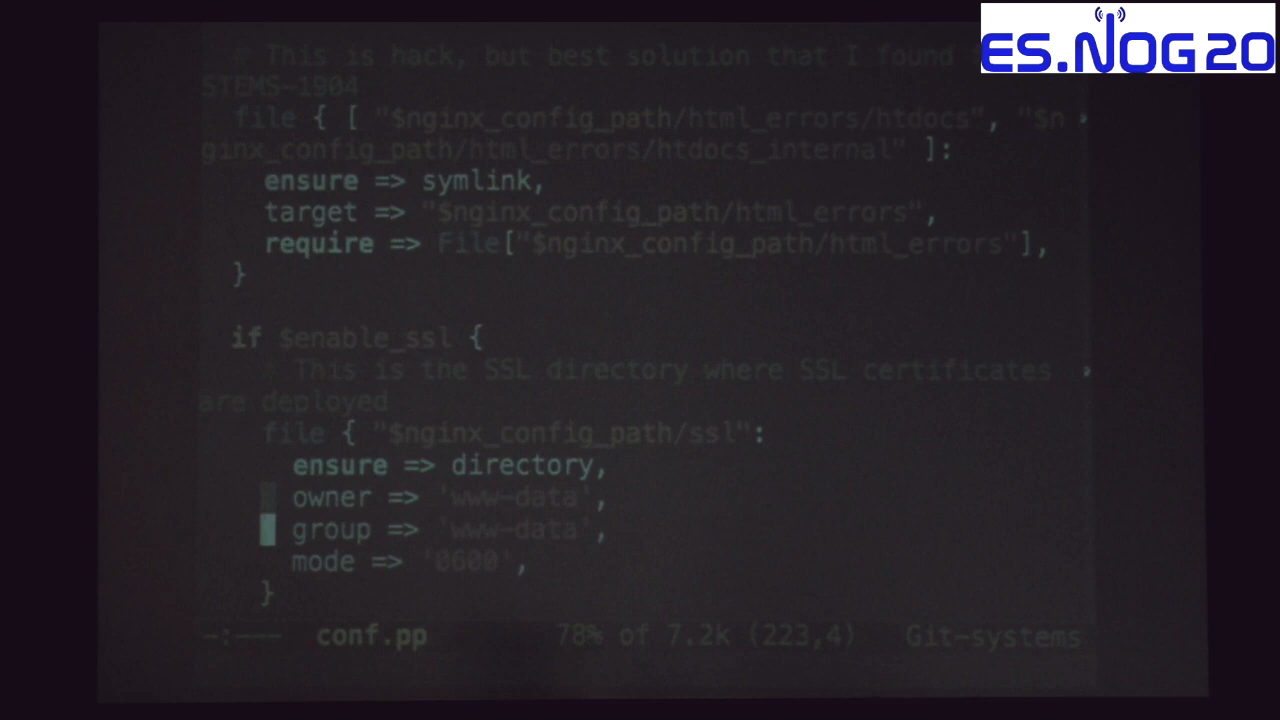 ES.NOG20
# This is hack, but best solution that I found
STEMS-1904
file { [ "$nginx_config_path/html_errors/htdocs", "$n
ginx_config_path/html_errors/htdocs_internal" ]:
ensure => symlink,
target => "$nginx_config_path/html_errors",
require => File["$nginx_config_path/html_errors"],
}
if $enable_ssl {
# This is the SSL directory where SSL certificates
are deployed
file { "$nginx_config_path/ssl":
ensure => directory,
owner => 'www-data',
group => 'www-data',
mode => '0600',
}
-:--- conf.pp 78% of 7.2k (223,4) Git-systems